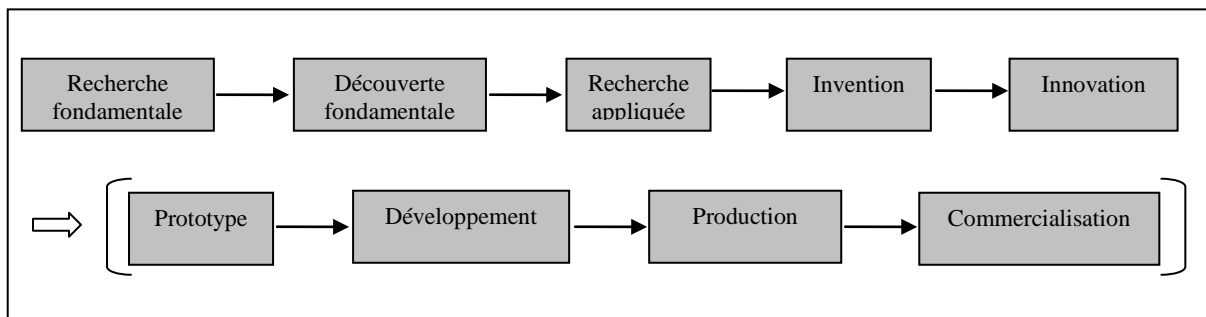 Recherche
fondamentale
Découverte
fondamentale
Recherche
appliquée
Invention
Innovation
Prototype
Développement
Production
Commercialisation